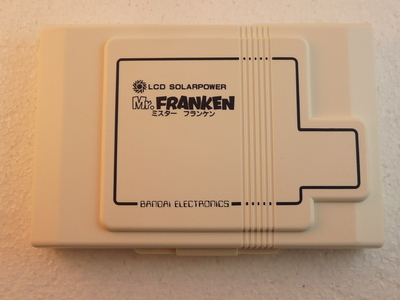 LCD SOLARPOWER
Mr. FRANKEN
ミスター フランケン
BANDAI ELECTRONICS